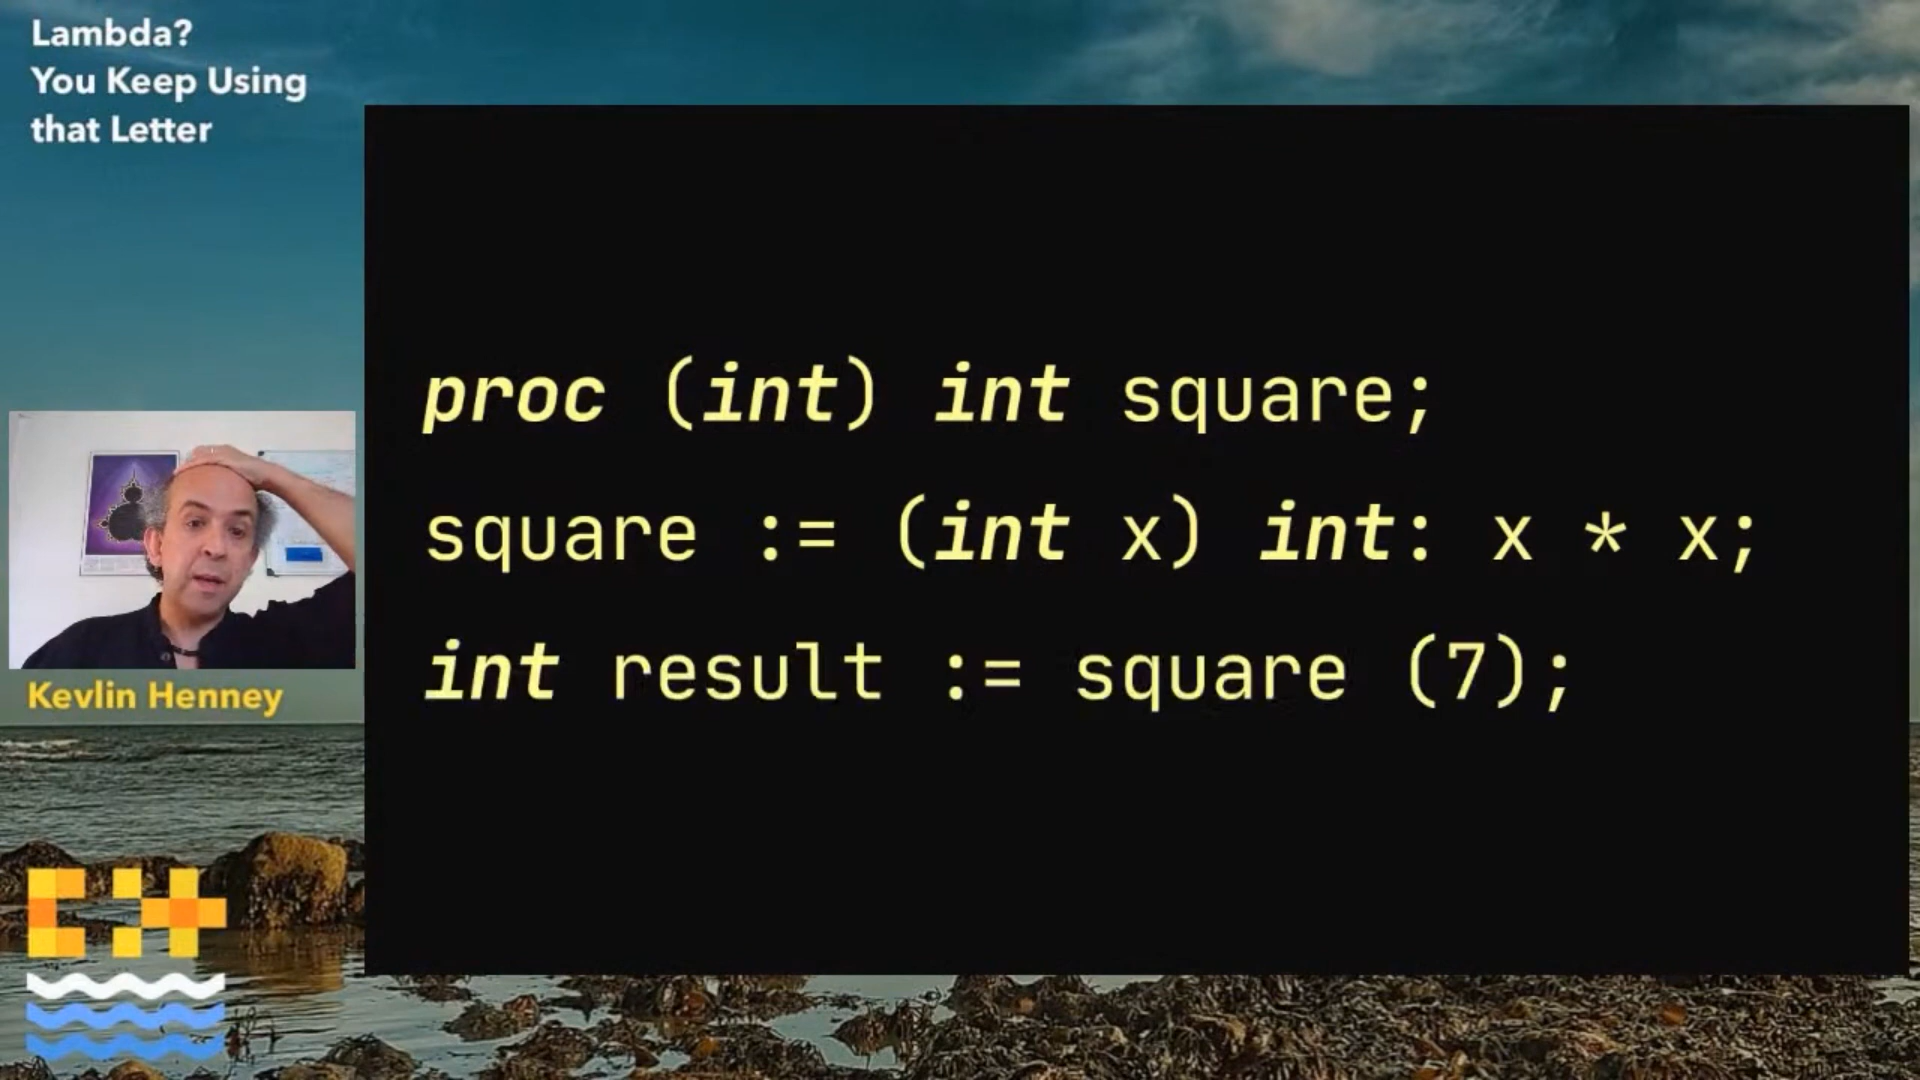 Lambda?
You Keep Using
that Letter
proc (int) int square;
square := (int x) int: x * x;
int result := square (7);
Kevlin Henney
C++